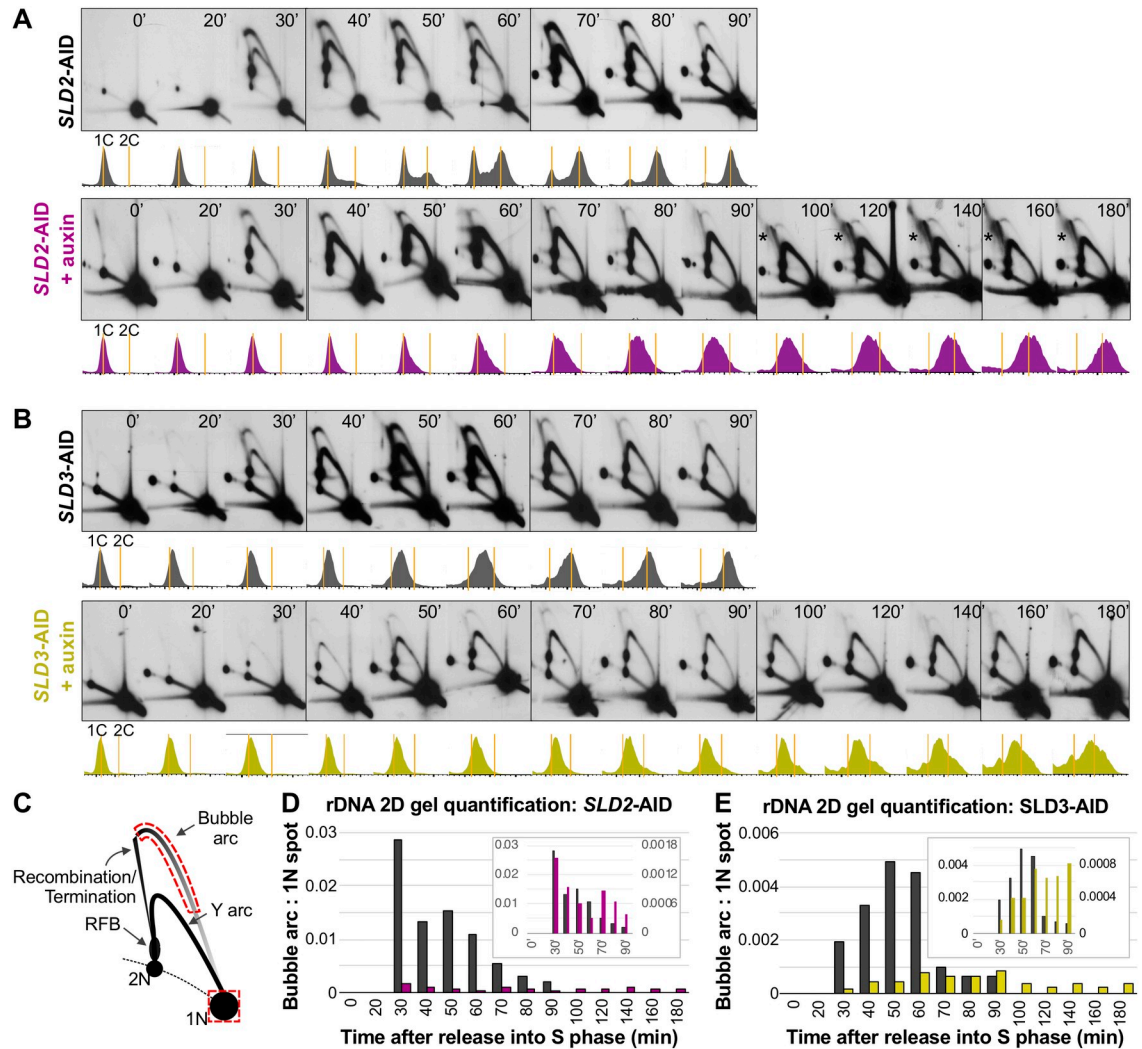 A
SLD2-AID
0’ 20’ 30’ 40’ 50’ 60’ 70’ 80’ 90’
1C 2C
SLD2-AID
+ auxin
0’ 20’ 30’ 40’ 50’ 60’ 70’ 80’ 90’ 100’ 120’ 140’ 160’ 180’
* * * * *
1C 2C
B
SLD3-AID
0’ 20’ 30’ 40’ 50’ 60’ 70’ 80’ 90’
1C 2C
SLD3-AID
+ auxin
0’ 20’ 30’ 40’ 50’ 60’ 70’ 80’ 90’ 100’ 120’ 140’ 160’ 180’
1C 2C
C
Bubble
arc
Recombination/
Termination
Y arc
RFB
2N
1N
D
rDNA 2D gel quantification: SLD2-AID
Bubble arc : 1N spot
0.03
0.02
0.01
0
0.03
0.02
0.01
0
0.0018
0.0012
0.0006
0
0’ 30’ 50’ 70’ 90’
0 20 30 40 50 60 70 80 90 100 120 140 160 180
Time after release into S phase (min)
E
rDNA 2D gel quantification: SLD3-AID
Bubble arc : 1N spot
0.006
0.004
0.002
0
0.004
0.002
0
0.0008
0.0004
0
0’ 30’ 50’ 70’ 90’
0 20 30 40 50 60 70 80 90 100 120 140 160 180
Time after release into S phase (min)